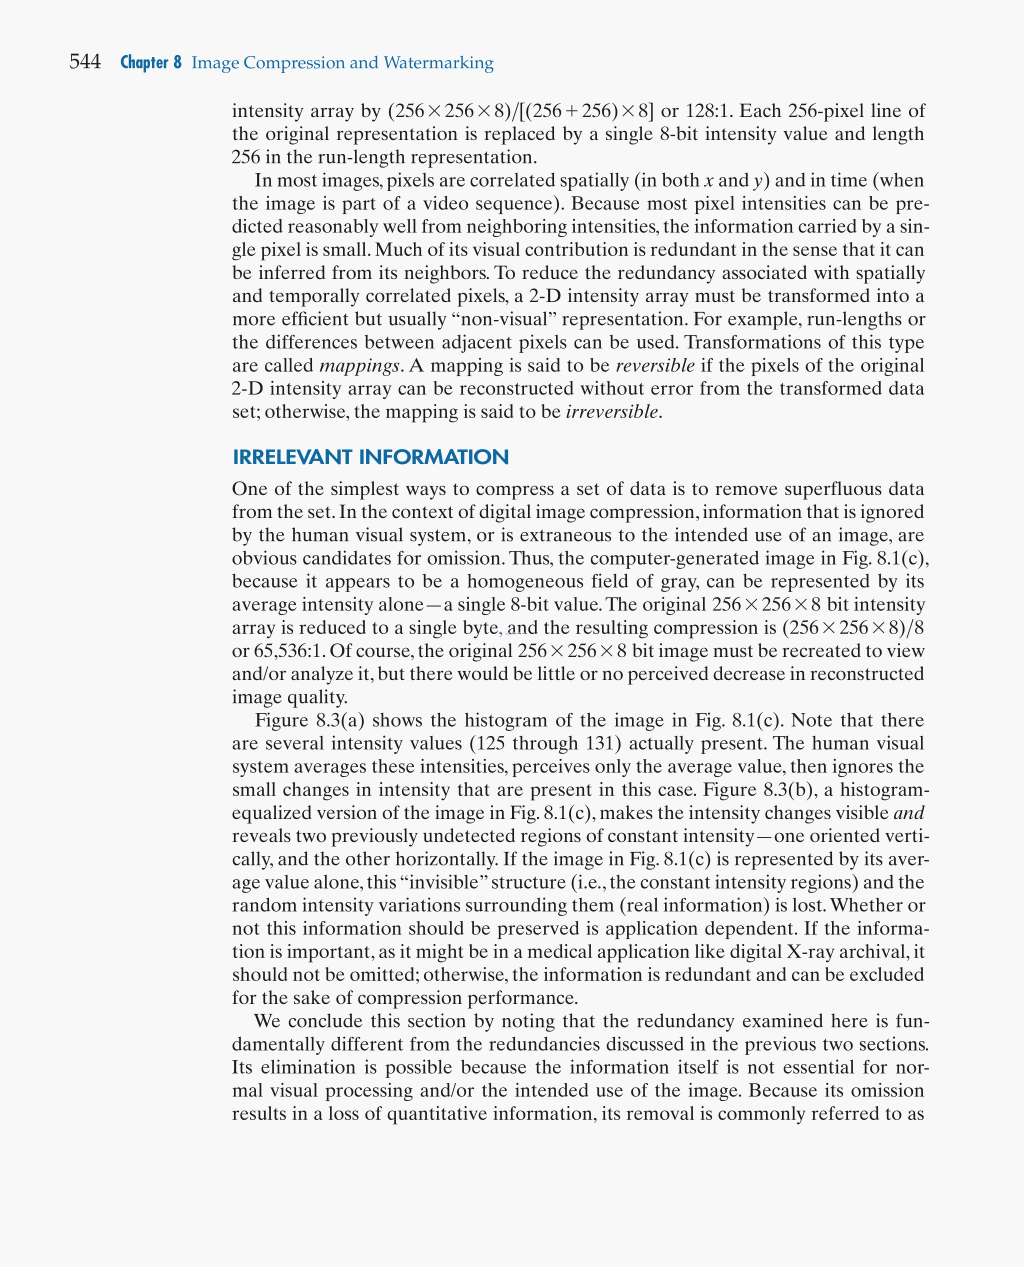 544 Chapter 8 Image Compression and Watermarking
intensity array by (256 × 256 × 8)/[(256 + 256) × 8] or 128:1. Each 256-pixel line of
the original representation is replaced by a single 8-bit intensity value and length
256 in the run-length representation.
In most images, pixels are correlated spatially (in both x and y) and in time (when
the image is part of a video sequence). Because most pixel intensities can be pre-
dicted reasonably well from neighboring intensities, the information carried by a sin-
gle pixel is small. Much of its visual contribution is redundant in the sense that it can
be inferred from its neighbors. To reduce the redundancy associated with spatially
and temporally correlated pixels, a 2-D intensity array must be transformed into a
more efficient but usually “non-visual” representation. For example, run-lengths or
the differences between adjacent pixels can be used. Transformations of this type
are called mappings. A mapping is said to be reversible if the pixels of the original
2-D intensity array can be reconstructed without error from the transformed data
set; otherwise, the mapping is said to be irreversible.
IRRELEVANT INFORMATION
One of the simplest ways to compress a set of data is to remove superfluous data
from the set. In the context of digital image compression, information that is ignored
by the human visual system, or is extraneous to the intended use of an image, are
obvious candidates for omission. Thus, the computer-generated image in Fig. 8.1(c),
because it appears to be a homogeneous field of gray, can be represented by its
average intensity alone—a single 8-bit value. The original 256 × 256 × 8 bit intensity
array is reduced to a single byte, and the resulting compression is (256 × 256 × 8)/8
or 65,536:1. Of course, the original 256 × 256 × 8 bit image must be recreated to view
and/or analyze it, but there would be little or no perceived decrease in reconstructed
image quality.
Figure 8.3(a) shows the histogram of the image in Fig. 8.1(c). Note that there
are several intensity values (125 through 131) actually present. The human visual
system averages these intensities, perceives only the average value, then ignores the
small changes in intensity that are present in this case. Figure 8.3(b), a histogram-
equalized version of the image in Fig. 8.1(c), makes the intensity changes visible and
reveals two previously undetected regions of constant intensity—one oriented verti-
cally, and the other horizontally. If the image in Fig. 8.1(c) is represented by its aver-
age value alone, this “invisible” structure (i.e., the constant intensity regions) and the
random intensity variations surrounding them (real information) is lost. Whether or
not this information should be preserved is application dependent. If the informa-
tion is important, as it might be in a medical application like digital X-ray archival, it
should not be omitted; otherwise, the information is redundant and can be excluded
for the sake of compression performance.
We conclude this section by noting that the redundancy examined here is fun-
damentally different from the redundancies discussed in the previous two sections.
Its elimination is possible because the information itself is not essential for nor-
mal visual processing and/or the intended use of the image. Because its omission
results in a loss of quantitative information, its removal is commonly referred to as